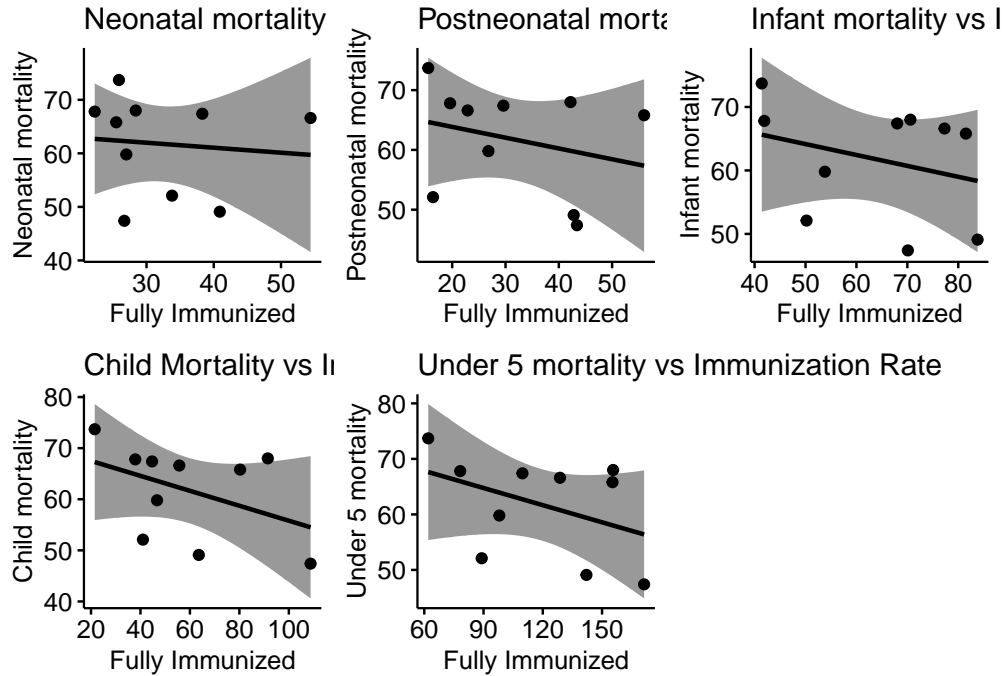 Neonatal mortality
Neonatal mortality
70
60
50
40
30
40
50
Fully Immunized
Postneonatal
Postneonatal mortality
70
60
50
20
30
40
50
Fully Immunized
Infant mortality vs
Infant mortality
70
60
50
40
50
60
70
80
Fully Immunized
Child Mortality vs
Child mortality
80
70
60
50
40
20
40
60
80
100
Fully Immunized
Under 5 mortality vs Immunization Rate
Under 5 mortality
80
70
60
50
60
90
120
150
Fully Immunized